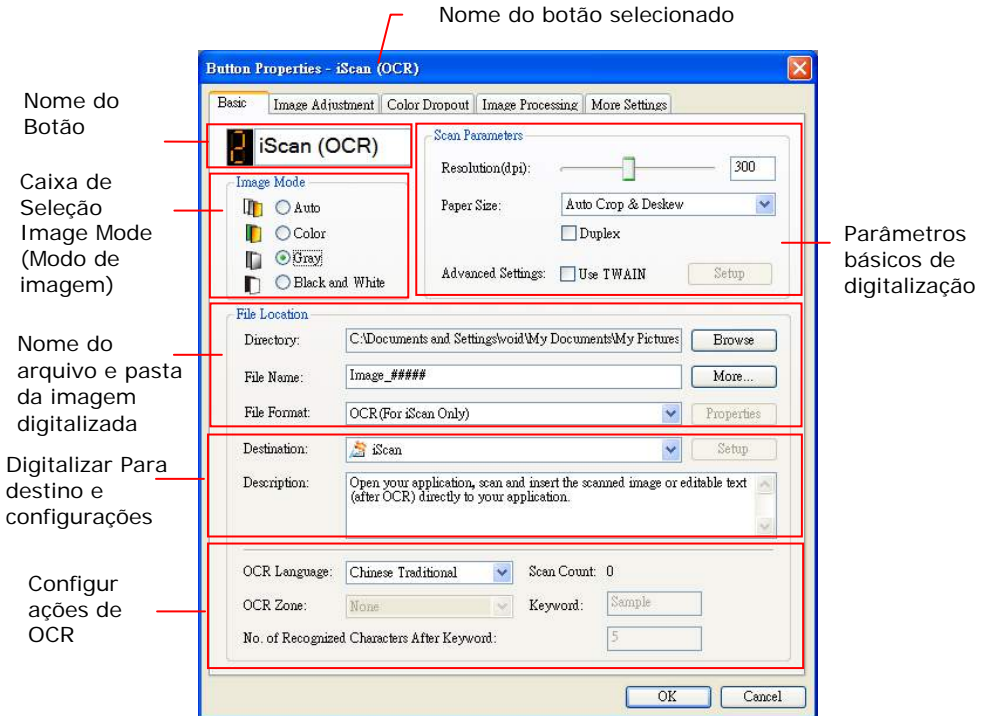 Nome do botão selecionado
Button Properties - iScan (OCR)
Basic
Image Adjustment
Color Dropout
Image Processing
More Settings
Nome do
Botão
2
iScan (OCR)
Scan Parameters
Resolution(dpi):
300
Paper Size:
Auto Crop & Deskew
Duplex
Advanced Settings:
Use TWAIN
Setup
Parâmetros
básicos de
digitalização
Caixa de
Seleção
Image Mode
(Modo de
imagem)
Image Mode
Auto
Color
Gray
Black and White
Nome do
arquivo e pasta
da imagem
digitalizada
File Location
Directory:
C:\Documents and Settings\void\My Documents\My Pictures
Browse
File Name:
Image_#####
More...
File Format:
OCR(For iScan Only)
Properties
Digitalizar Para
destino e
configurações
Destination:
iScan
Setup
Description:
Open your application, scan and insert the scanned image or editable text
(after OCR) directly to your application.
Configur
ações de
OCR
OCR Language:
Chinese Traditional
Scan Count: 0
OCR Zone:
None
Keyword:
Sample
No. of Recognized Characters After Keyword:
5
OK
Cancel